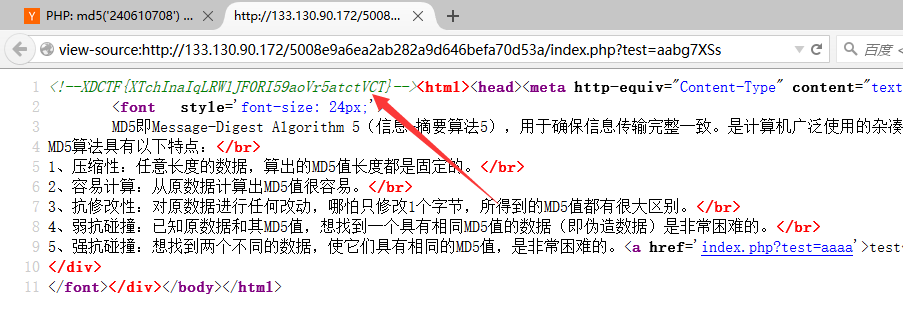 PHP: md5('240610708') ...
http://133.130.90.172/5008...
view-source:http://133.130.90.172/5008e9a6ea2ab282a9d646befa70d53a/index.php?test=aabg7XSs
百度 <
1 <!--XDCTF{XTchInaIqLRWlJF0RI59aoVr5atctVCT}--><html><head><meta http-equiv="Content-Type" content="text
2 <font style='font-size: 24px;'
3 MD5即Message-Digest Algorithm 5（信息-摘要算法5），用于确保信息传输完整一致。是计算机广泛使用的杂凑
4 MD5算法具有以下特点：</br>
5 1、压缩性：任意长度的数据，算出的MD5值长度都是固定的。</br>
6 2、容易计算：从原数据计算出MD5值很容易。</br>
7 3、抗修改性：对原数据进行任何改动，哪怕只修改1个字节，所得到的MD5值都有很大区别。</br>
8 4、弱抗碰撞：已知原数据和其MD5值，想找到一个具有相同MD5值的数据（即伪造数据）是非常困难的。</br>
9 5、强抗碰撞：想找到两个不同的数据，使它们具有相同的MD5值，是非常困难的。<a href='index.php?test=aaaa'>test
10 </div>
11 </font></div></body></html>